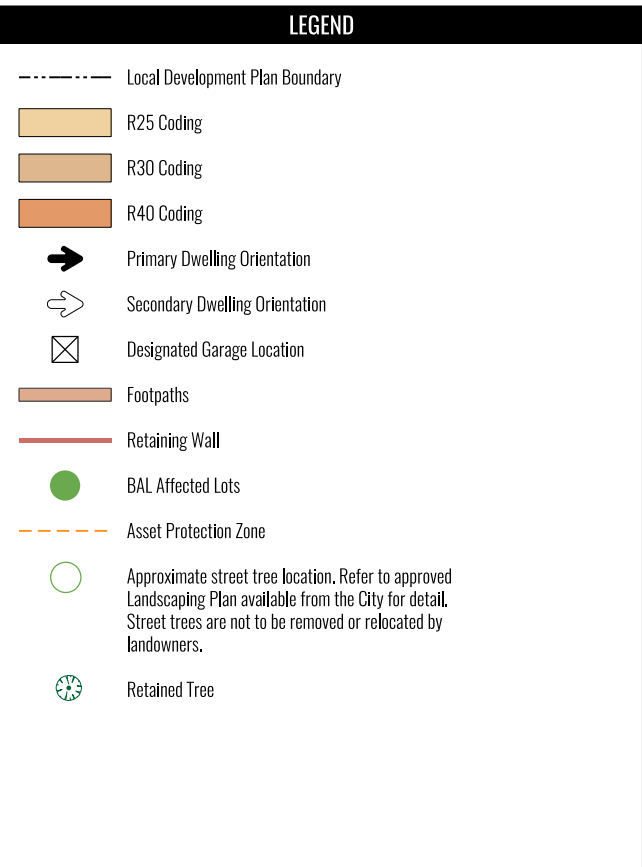 LEGEND
Local Development Plan Boundary
R25 Coding
R30 Coding
R40 Coding
Primary Dwelling Orientation
Secondary Dwelling Orientation
Designated Garage Location
Footpaths
Retaining Wall
BAL Affected Lots
Asset Protection Zone
Approximate street tree location. Refer to approved
Landscaping Plan available from the City for detail.
Street trees are not to be removed or relocated by
landowners.
Retained Tree